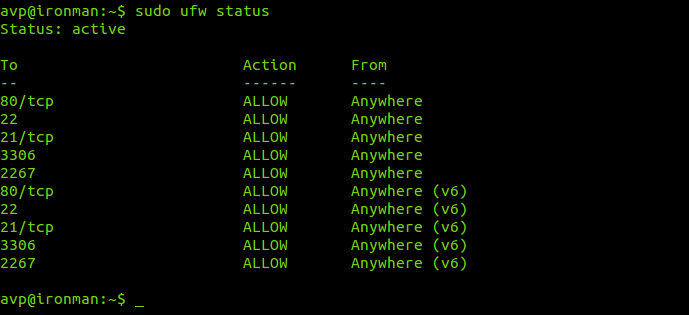 avp@ironman:~$ sudo ufw status
Status: active
To                         Action      From
--                         ------      ----
80/tcp                     ALLOW       Anywhere
22                         ALLOW       Anywhere
21/tcp                     ALLOW       Anywhere
3306                       ALLOW       Anywhere
2267                       ALLOW       Anywhere
80/tcp                     ALLOW       Anywhere (v6)
22                         ALLOW       Anywhere (v6)
21/tcp                     ALLOW       Anywhere (v6)
3306                       ALLOW       Anywhere (v6)
2267                       ALLOW       Anywhere (v6)
avp@ironman:~$ _